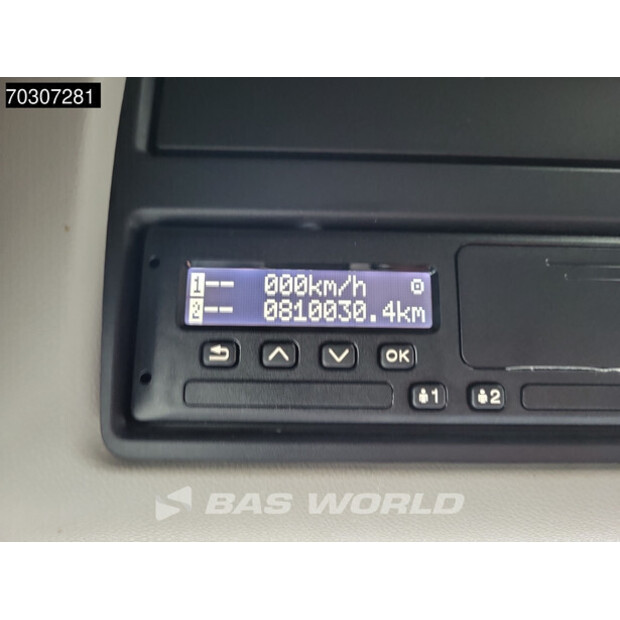 70307281
1-- 000km/h
2-- 0810030.4km
OK
1 2
BAS WORLD